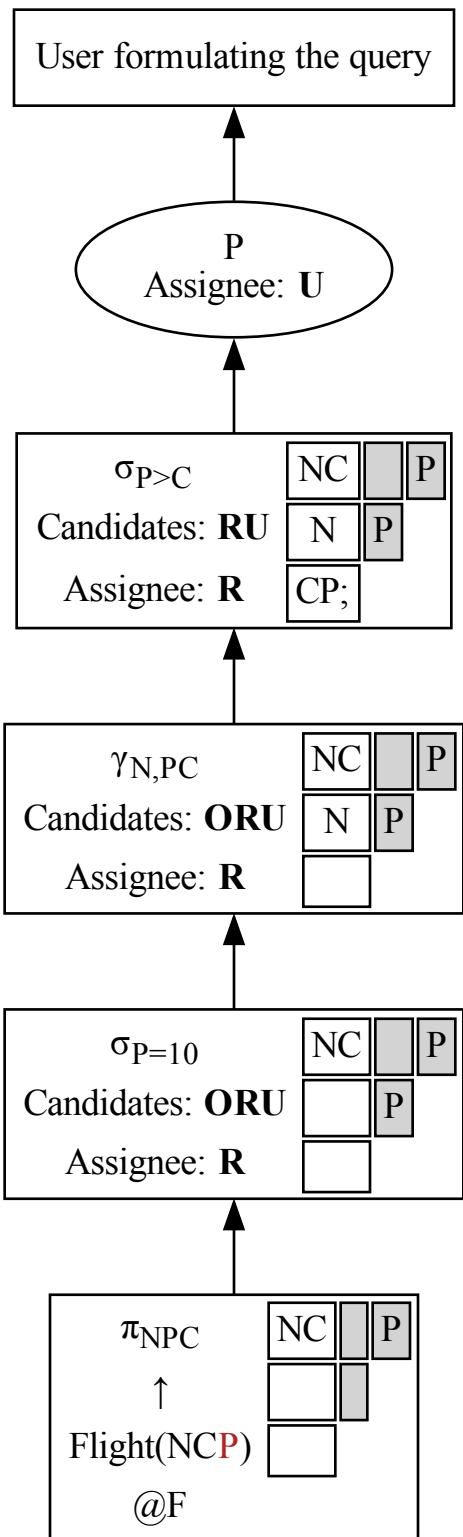 User formulating the query
P
Assignee: U
σP>C NC P
Candidates: RU N P
Assignee: R CP;
γN,PC NC P
Candidates: ORU N P
Assignee: R
σP=10 NC P
Candidates: ORU P
Assignee: R
πNPC NC P
↑
Flight(NCP)
@F